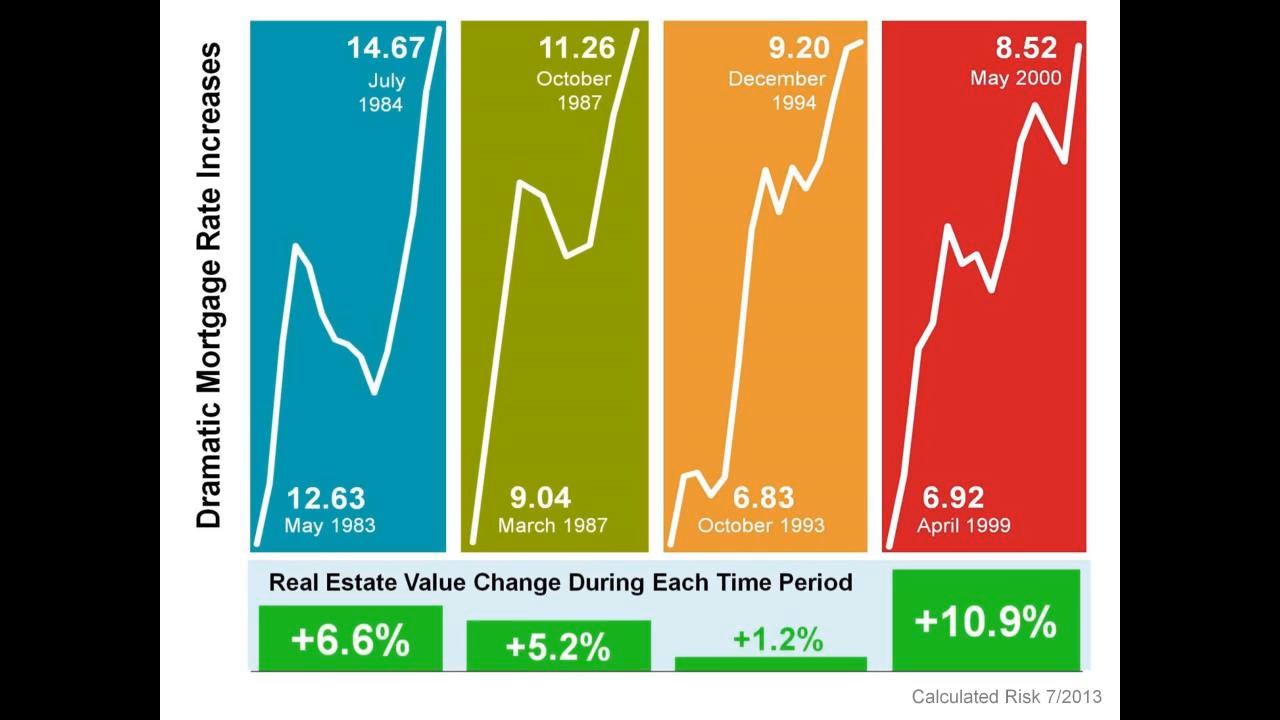 Dramatic Mortgage Rate Increases
14.67
July
1984
12.63
May 1983
11.26
October
1987
9.04
March 1987
9.20
December
1994
6.83
October 1993
8.52
May 2000
6.92
April 1999
Real Estate Value Change During Each Time Period
+6.6%
+5.2%
+1.2%
+10.9%
Calculated Risk 7/2013